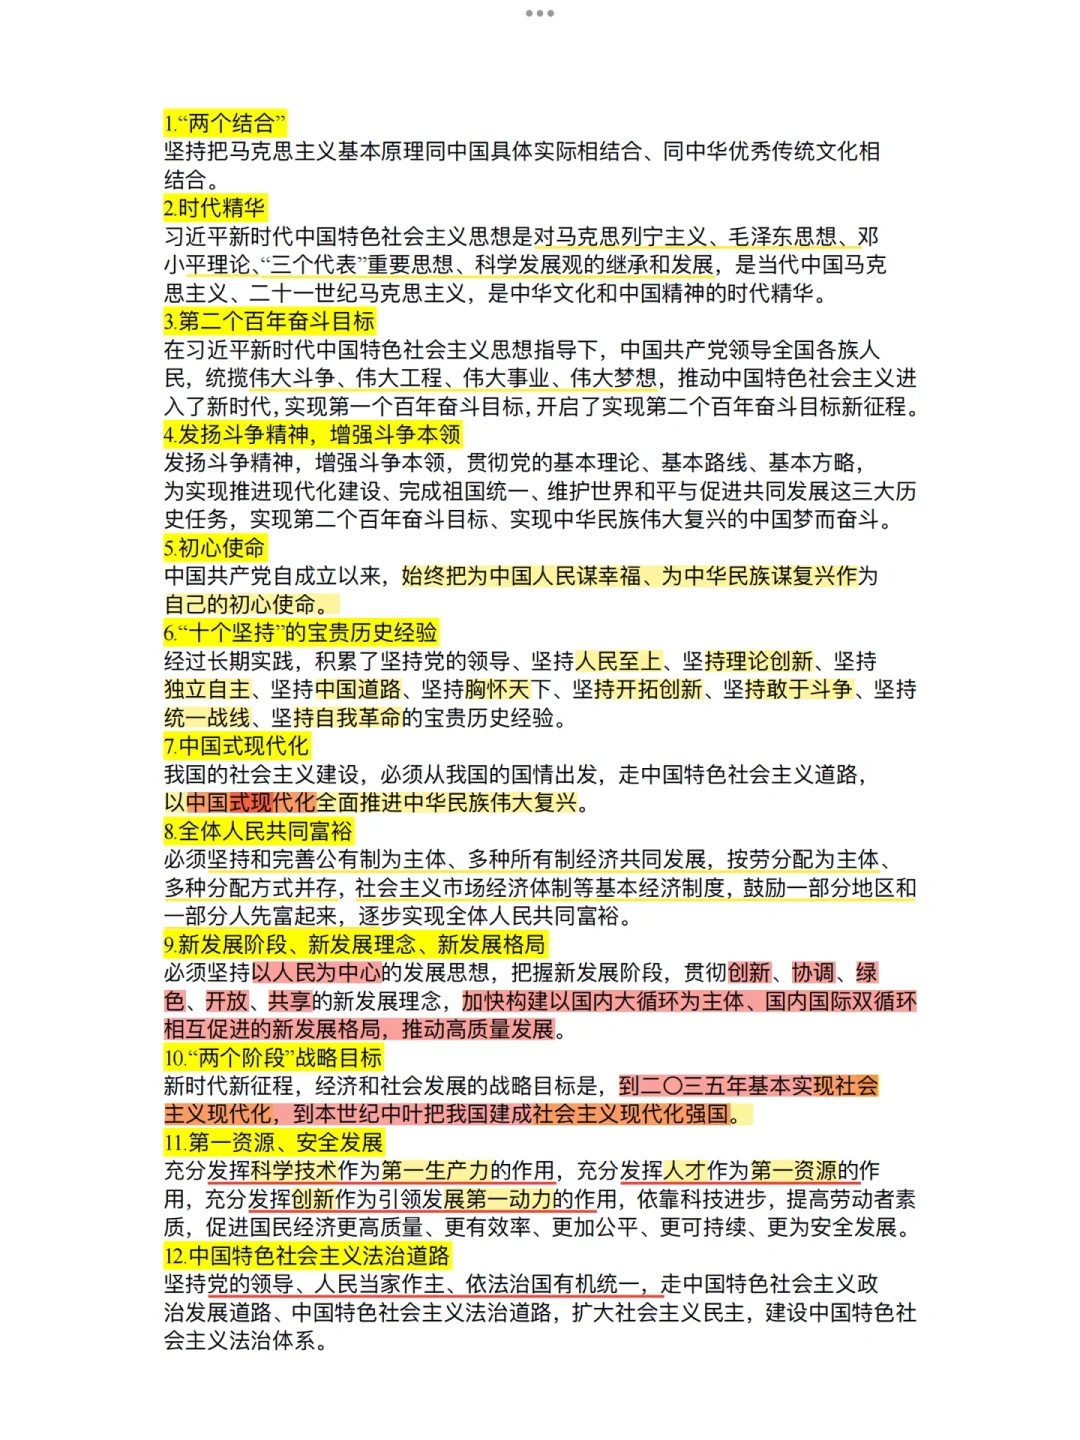 1.“两个结合”
坚持把马克思主义基本原理同中国具体实际相结合、同中华优秀传统文化相
结合。
2.时代精华
习近平新时代中国特色社会主义思想是对马克思列宁主义、毛泽东思想、邓
小平理论、“三个代表”重要思想、科学发展观的继承和发展，是当代中国马克
思主义、二十一世纪马克思主义，是中华文化和中国精神的时代精华。
3.第二个百年奋斗目标
在习近平新时代中国特色社会主义思想指导下，中国共产党领导全国各族人
民，统揽伟大斗争、伟大工程、伟大事业、伟大梦想，推动中国特色社会主义进
入了新时代，实现第一个百年奋斗目标，开启了实现第二个百年奋斗目标新征程。
4.发扬斗争精神，增强斗争本领
发扬斗争精神，增强斗争本领，贯彻党的基本理论、基本路线、基本方略，
为实现推进现代化建设、完成祖国统一、维护世界和平与促进共同发展这三大历
史任务，实现第二个百年奋斗目标、实现中华民族伟大复兴的中国梦而奋斗。
5.初心使命
中国共产党自成立以来，始终把为中国人民谋幸福、为中华民族谋复兴作为
自己的初心使命。
6.“十个坚持”的宝贵历史经验
经过长期实践，积累了坚持党的领导、坚持人民至上、坚持理论创新、坚持
独立自主、坚持中国道路、坚持胸怀天下、坚持开拓创新、坚持敢于斗争、坚持
统一战线、坚持自我革命的宝贵历史经验。
7.中国式现代化
我国的社会主义建设，必须从我国的国情出发，走中国特色社会主义道路，
以中国式现代化全面推进中华民族伟大复兴。
8.全体人民共同富裕
必须坚持和完善公有制为主体、多种所有制经济共同发展，按劳分配为主体、
多种分配方式并存，社会主义市场经济体制等基本经济制度，鼓励一部分地区和
一部分人先富起来，逐步实现全体人民共同富裕。
9.新发展阶段、新发展理念、新发展格局
必须坚持以人民为中心的发展思想，把握新发展阶段，贯彻创新、协调、绿
色、开放、共享的新发展理念，加快构建以国内大循环为主体、国内国际双循环
相互促进的新发展格局，推动高质量发展。
10.“两个阶段”战略目标
新时代新征程，经济和社会发展的战略目标是，到二〇三五年基本实现社会
主义现代化，到本世纪中叶把我国建成社会主义现代化强国。
11.第一资源、安全发展
充分发挥科学技术作为第一生产力的作用，充分发挥人才作为第一资源的作
用，充分发挥创新作为引领发展第一动力的作用，依靠科技进步，提高劳动者素
质，促进国民经济更高质量、更有效率、更加公平、更可持续、更为安全发展。
12.中国特色社会主义法治道路
坚持党的领导、人民当家作主、依法治国有机统一，走中国特色社会主义政
治发展道路、中国特色社会主义法治道路，扩大社会主义民主，建设中国特色社
会主义法治体系。